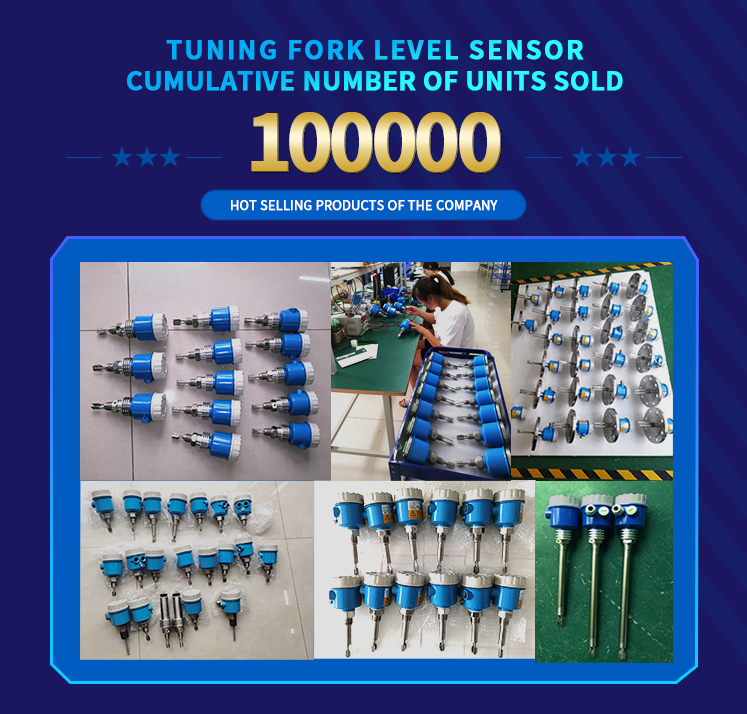 TUNING FORK LEVEL SENSOR
CUMULATIVE NUMBER OF UNITS SOLD
100000
HOT SELLING PRODUCTS OF THE COMPANY